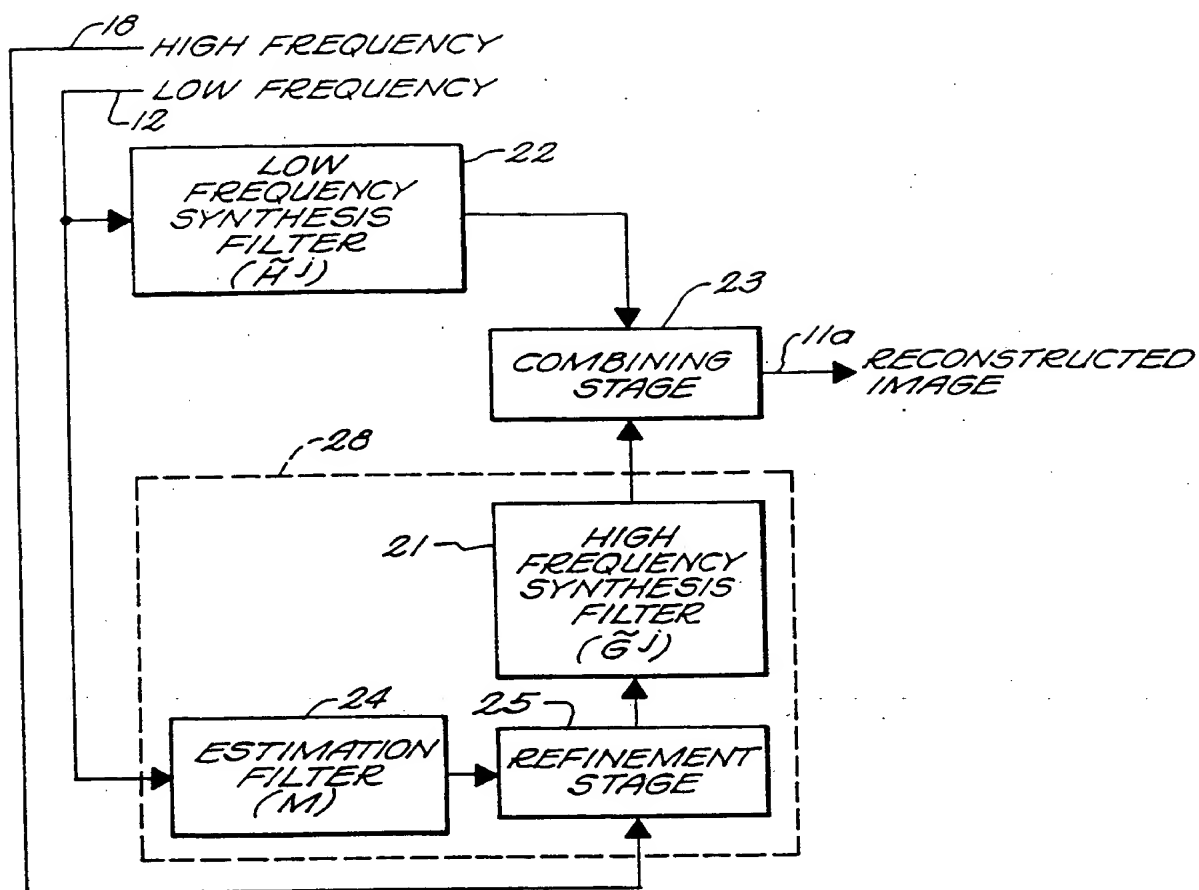 18
HIGH FREQUENCY
LOW FREQUENCY
12
22
LOW
FREQUENCY
SYNTHESIS
FILTER
(H̃ j)
23
COMBINING
STAGE
11a
RECONSTRUCTED
IMAGE
28
21
HIGH
FREQUENCY
SYNTHESIS
FILTER
(G̃ j)
24
ESTIMATION
FILTER
(M)
25
REFINEMENT
STAGE